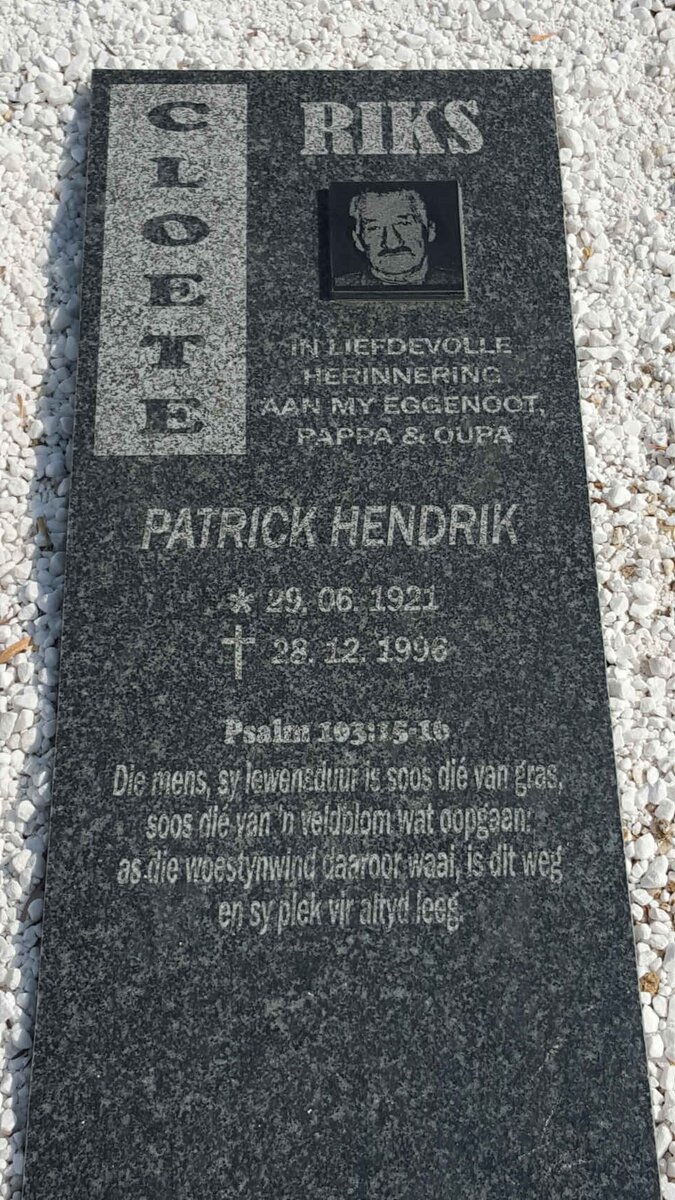 CLOETE
RIKS
IN LIEFDEVOLLE
HERINNERING
AAN MY EGGENOOT,
PAPPA & OUPA
PATRICK HENDRIK
* 29. 06. 1921
† 28. 12. 1996
Psalm 103:15-16
Die mens, sy lewensduur is soos dié van gras,
soos dié van 'n veldblom wat oopgaan:
as die woestynwind daaroor waai, is dit weg
en sy plek vir altyd leeg.